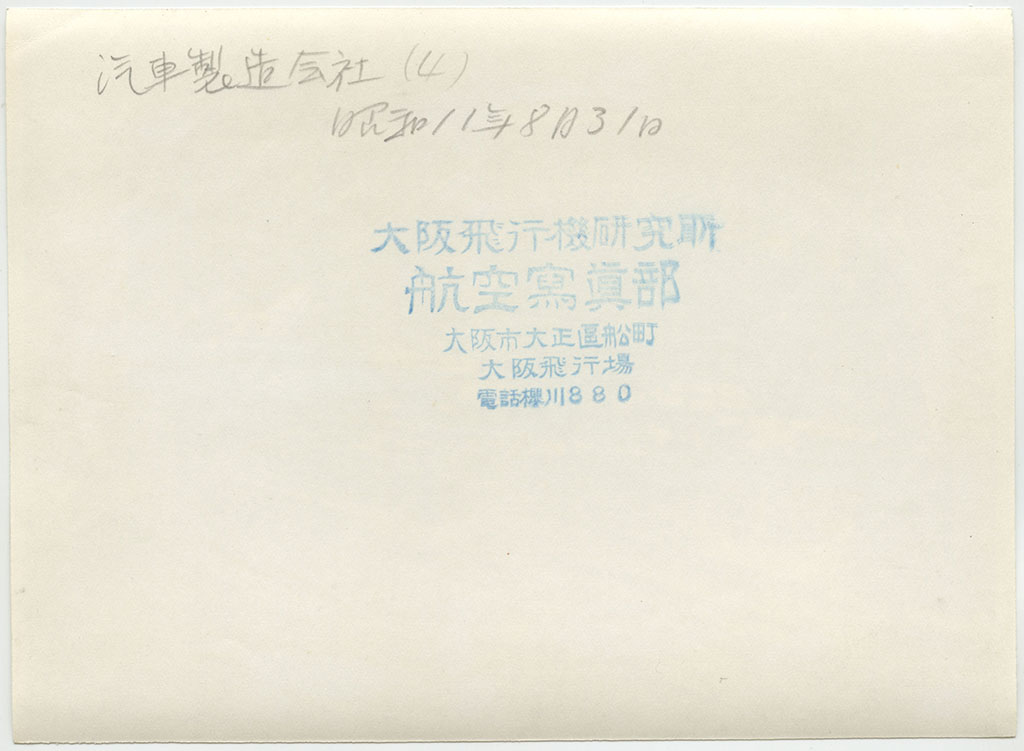 汽車製造会社(4)
昭和11年8月31日
大阪飛行機研究所
航空寫眞部
大阪市大正區船町
大阪飛行場
電話櫻川880